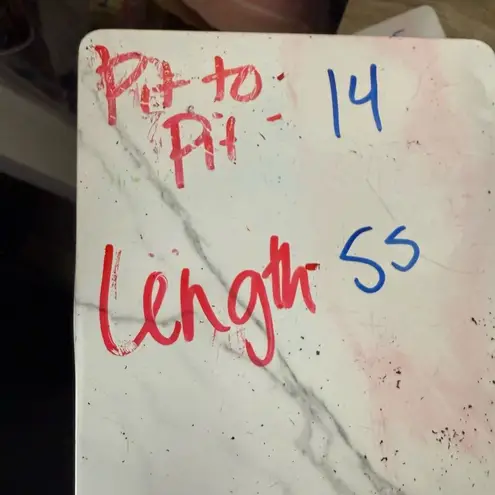 Pit to - 14
Pit -
Length - 55